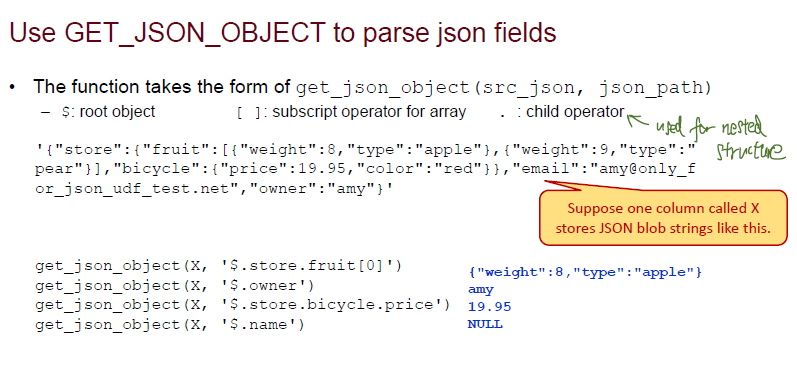 Use GET_JSON_OBJECT to parse json fields
• The function takes the form of get_json_object(src_json, json_path)
– $: root object [ ]: subscript operator for array . : child operator
used for nested
structure
'{"store":{"fruit":[{"weight":8,"type":"apple"},{"weight":9,"type":"
pear"}],"bicycle":{"price":19.95,"color":"red"}},"email":"amy@only_f
or_json_udf_test.net","owner":"amy"}'
Suppose one column called X
stores JSON blob strings like this.
get_json_object(X, '$.store.fruit[0]') {"weight":8,"type":"apple"}
get_json_object(X, '$.owner') amy
get_json_object(X, '$.store.bicycle.price') 19.95
get_json_object(X, '$.name') NULL